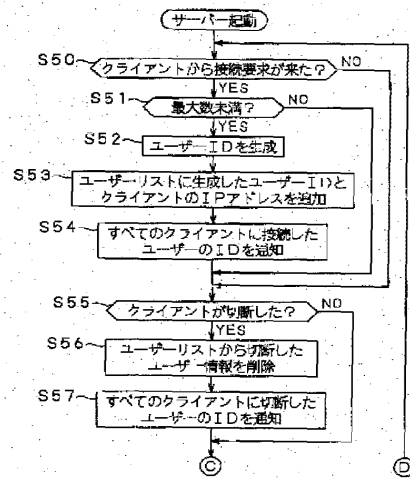 サーバー起動
S50
クライアントから接続要求が来た?
NO
YES
S51
最大数未満?
NO
YES
S52
ユーザーIDを生成
S53
ユーザーリストに生成したユーザーIDと
クライアントのIPアドレスを追加
S54
すべてのクライアントに接続した
ユーザーのIDを通知
S55
クライアントが切断した?
NO
YES
S56
ユーザーリストから切断した
ユーザー情報を削除
S57
すべてのクライアントに切断した
ユーザーのIDを通知
C
D